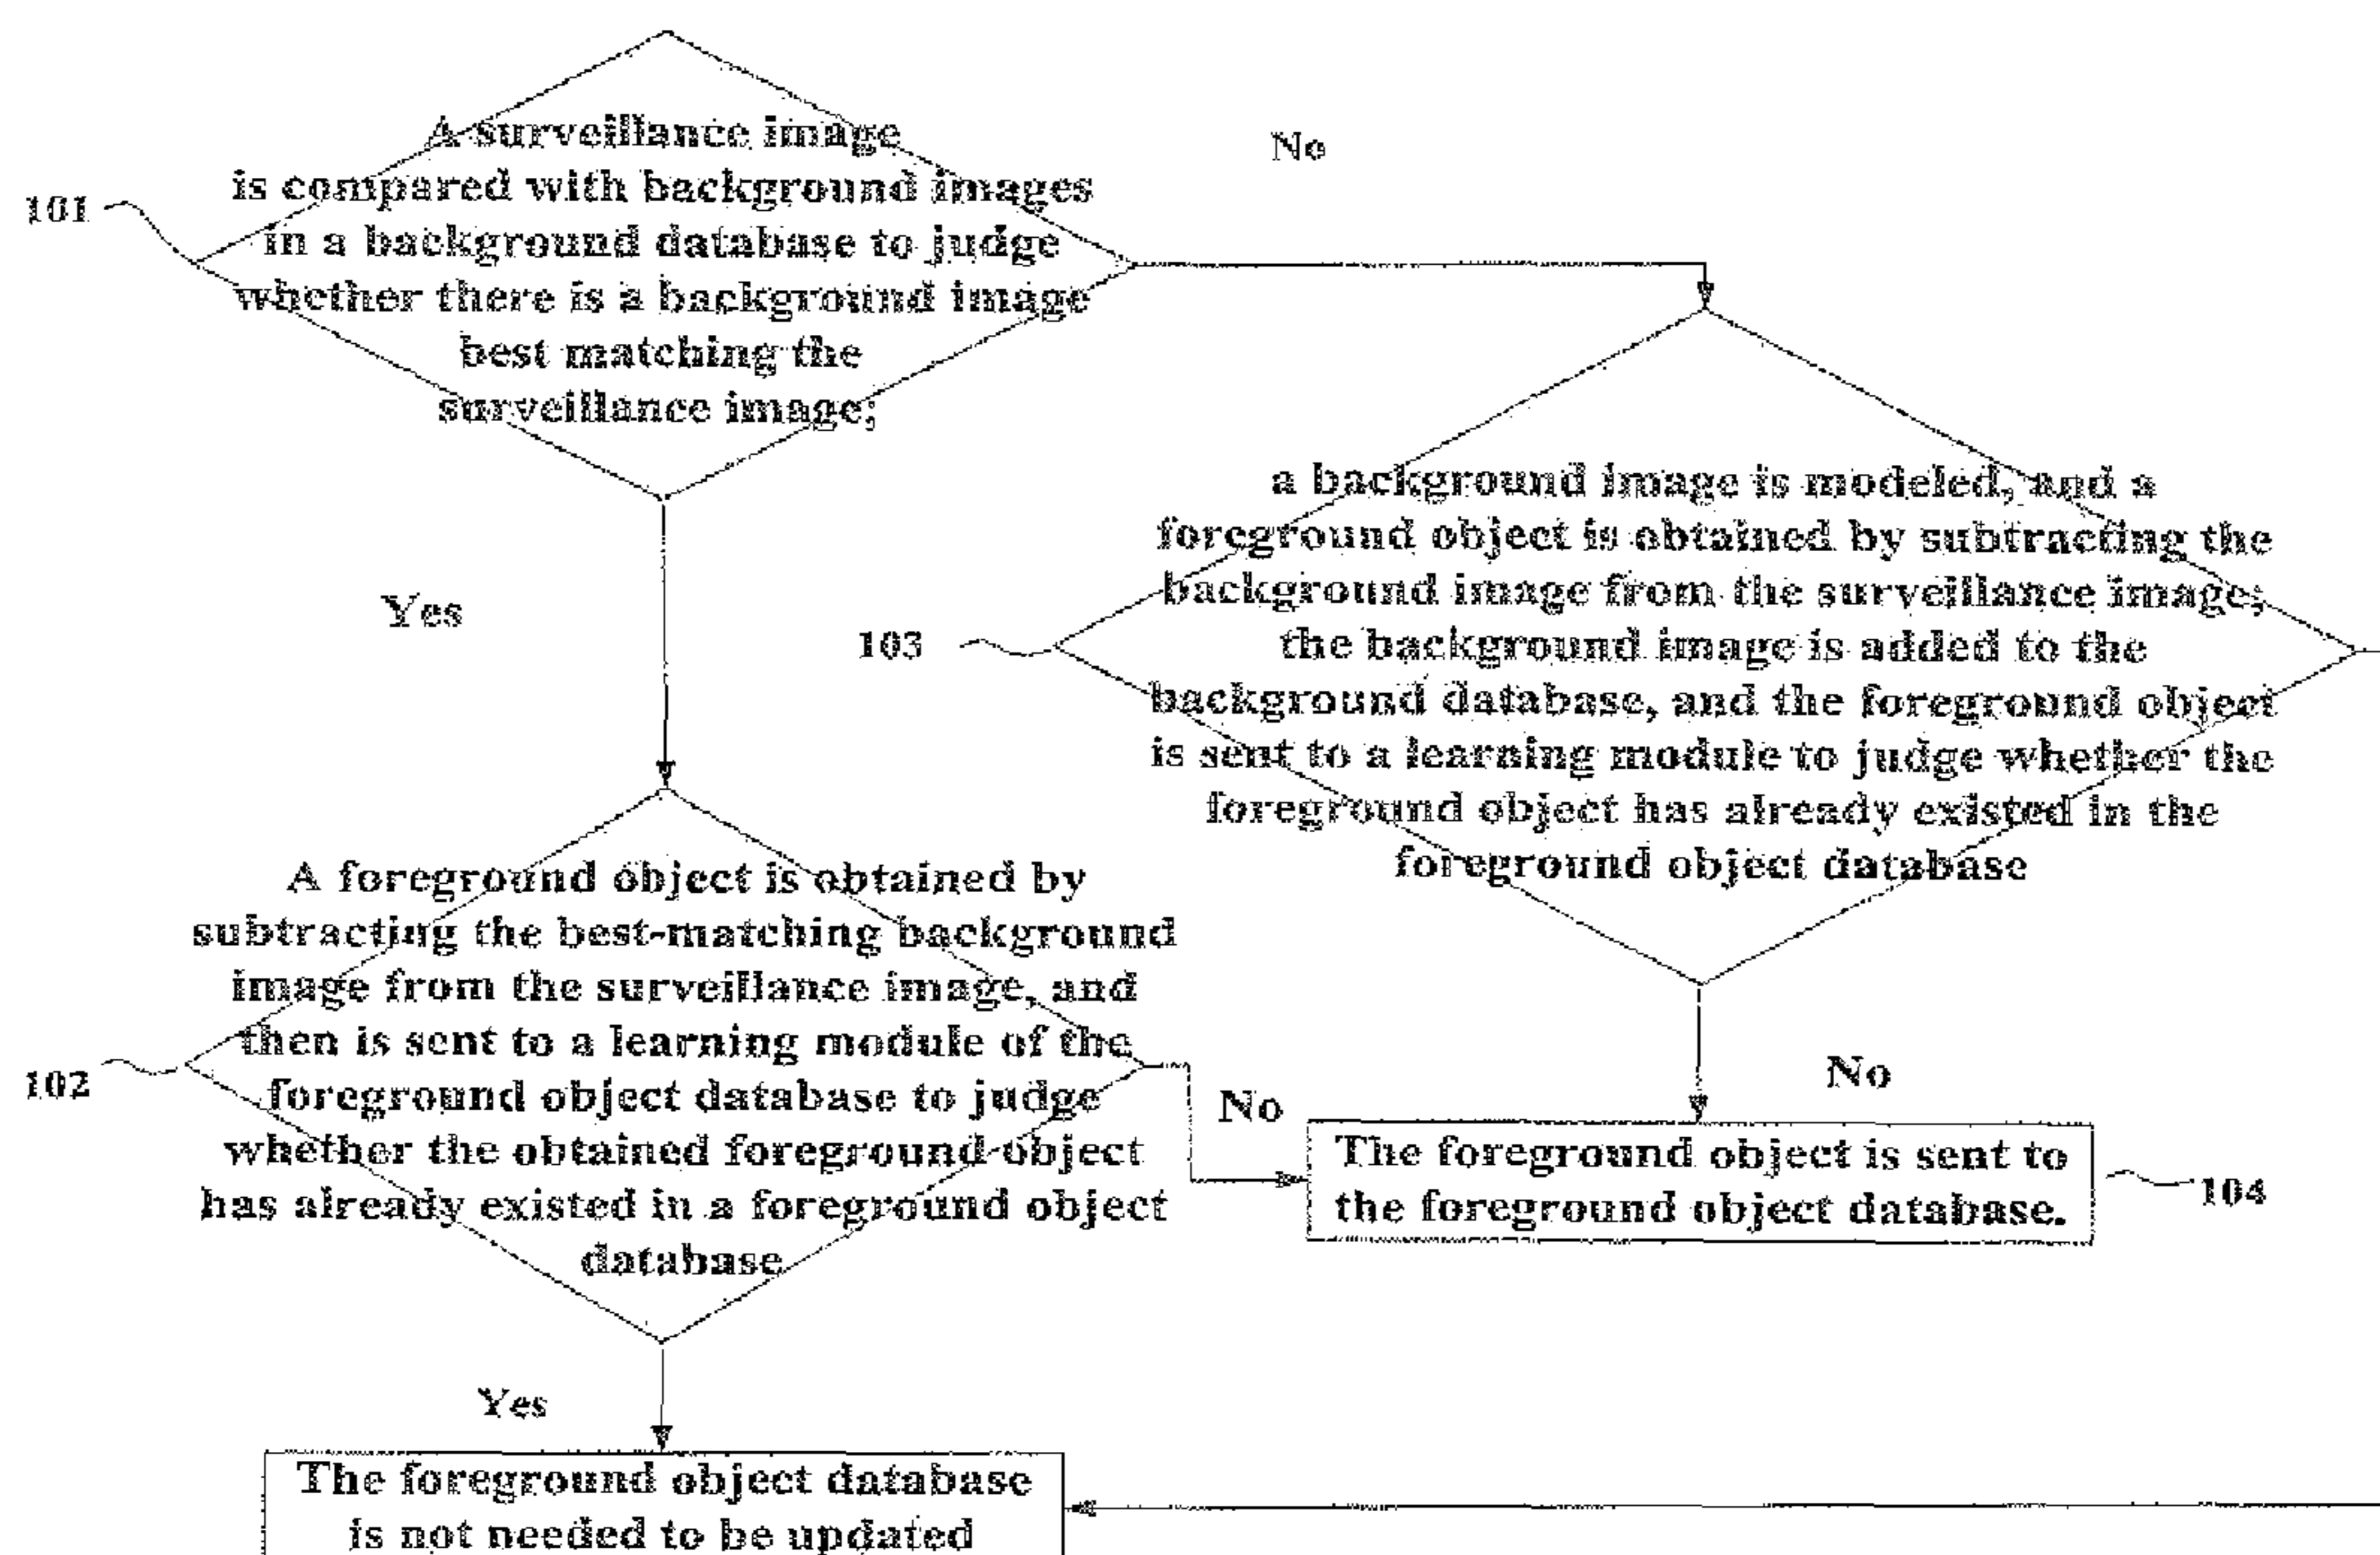 A surveillance image
is compared with background images
in a background database to judge
whether there is a background image
best matching the
surveillance image;
101
No
Yes
a background image is modeled, and a
foreground object is obtained by subtracting the
background image from the surveillance image;
the background image is added to the
background database, and the foreground object
is sent to a learning module to judge whether the
foreground object has already existed in the
foreground object database
103
A foreground object is obtained by
subtracting the best-matching background
image from the surveillance image, and
then is sent to a learning module of the
foreground object database to judge
whether the obtained foreground object
has already existed in a foreground object
database
102
No
No
The foreground object is sent to
the foreground object database.
104
Yes
The foreground object database
is not needed to be updated